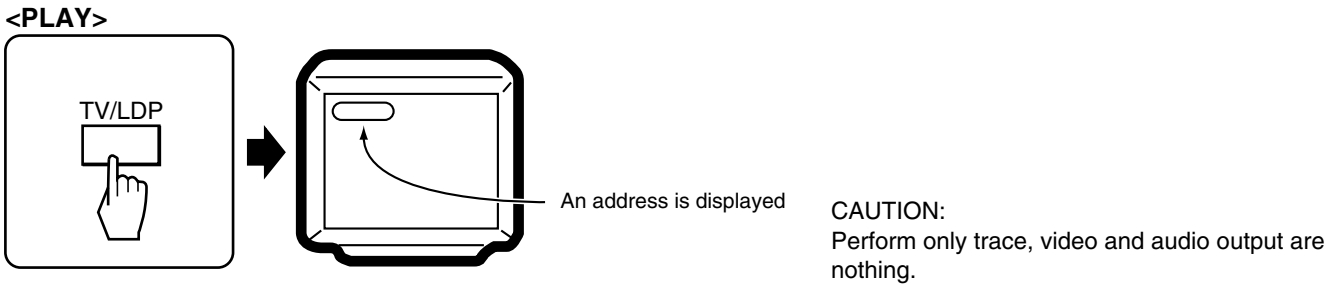 <PLAY>
TV/LDP
An address is displayed
CAUTION:
Perform only trace, video and audio output are
nothing.